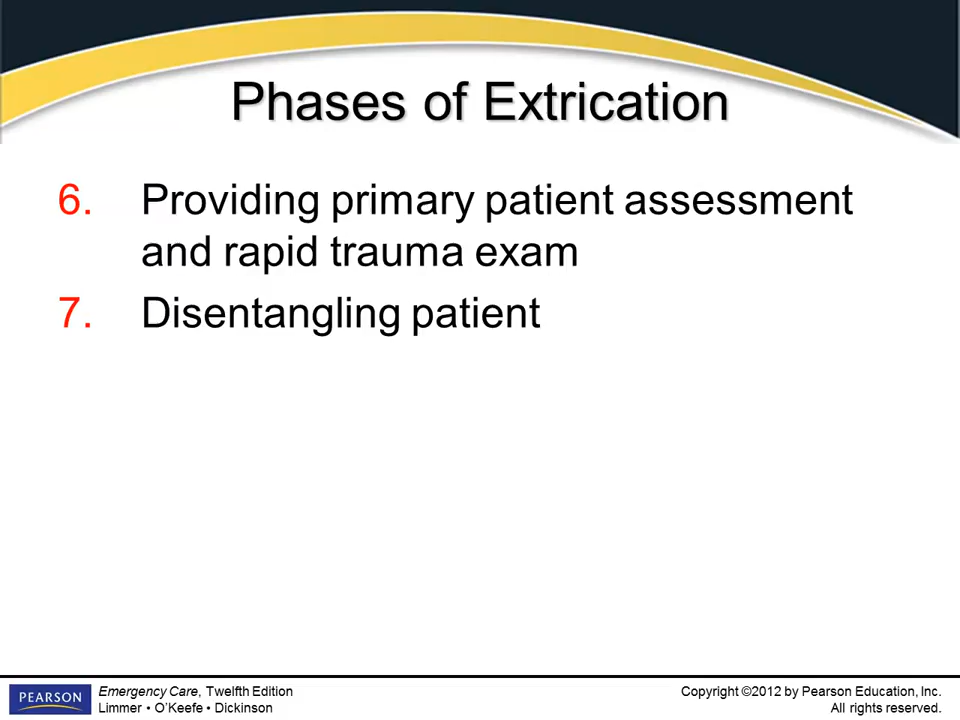 Phases of Extrication
6. Providing primary patient assessment
and rapid trauma exam
7. Disentangling patient
PEARSON
Emergency Care, Twelfth Edition
Limmer • O’Keefe • Dickinson
Copyright ©2012 by Pearson Education, Inc.
All rights reserved.